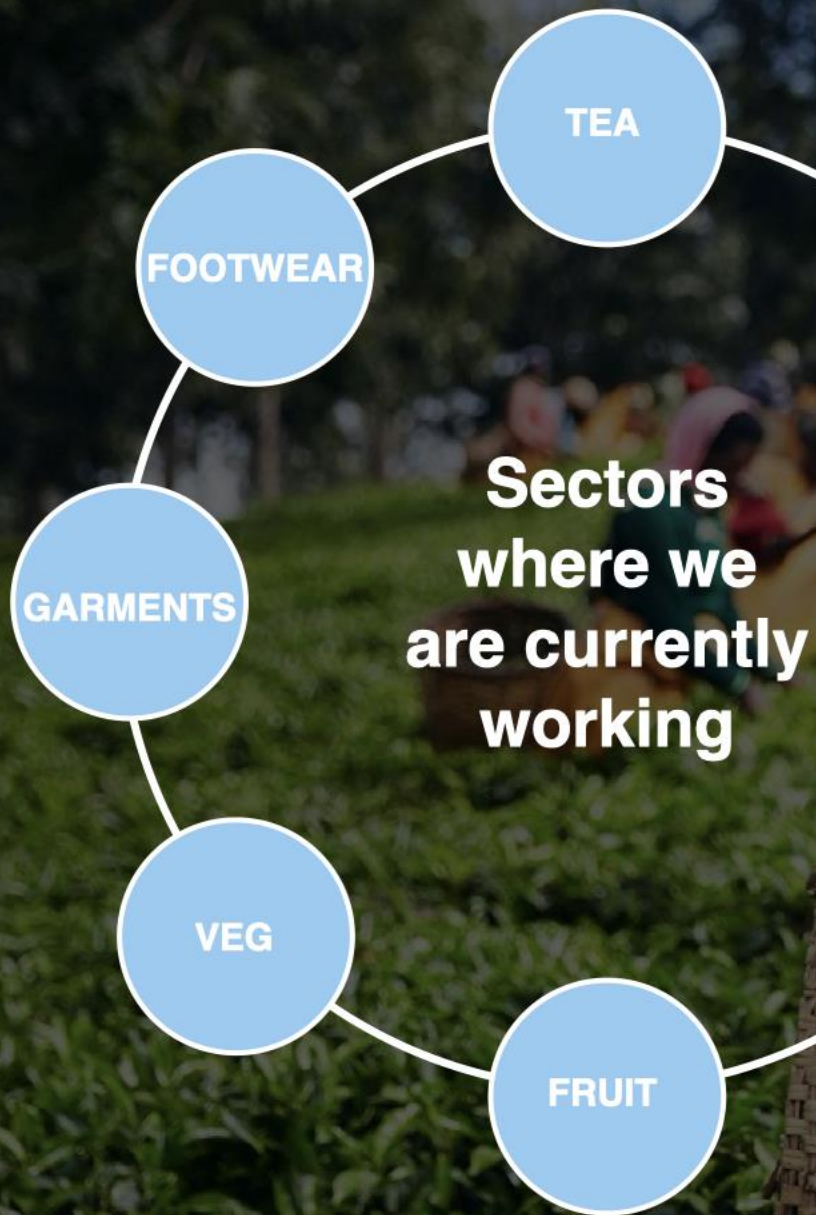 TEA
FOOTWEAR
GARMENTS
Sectors
where we
are currently
working
VEG
FRUIT